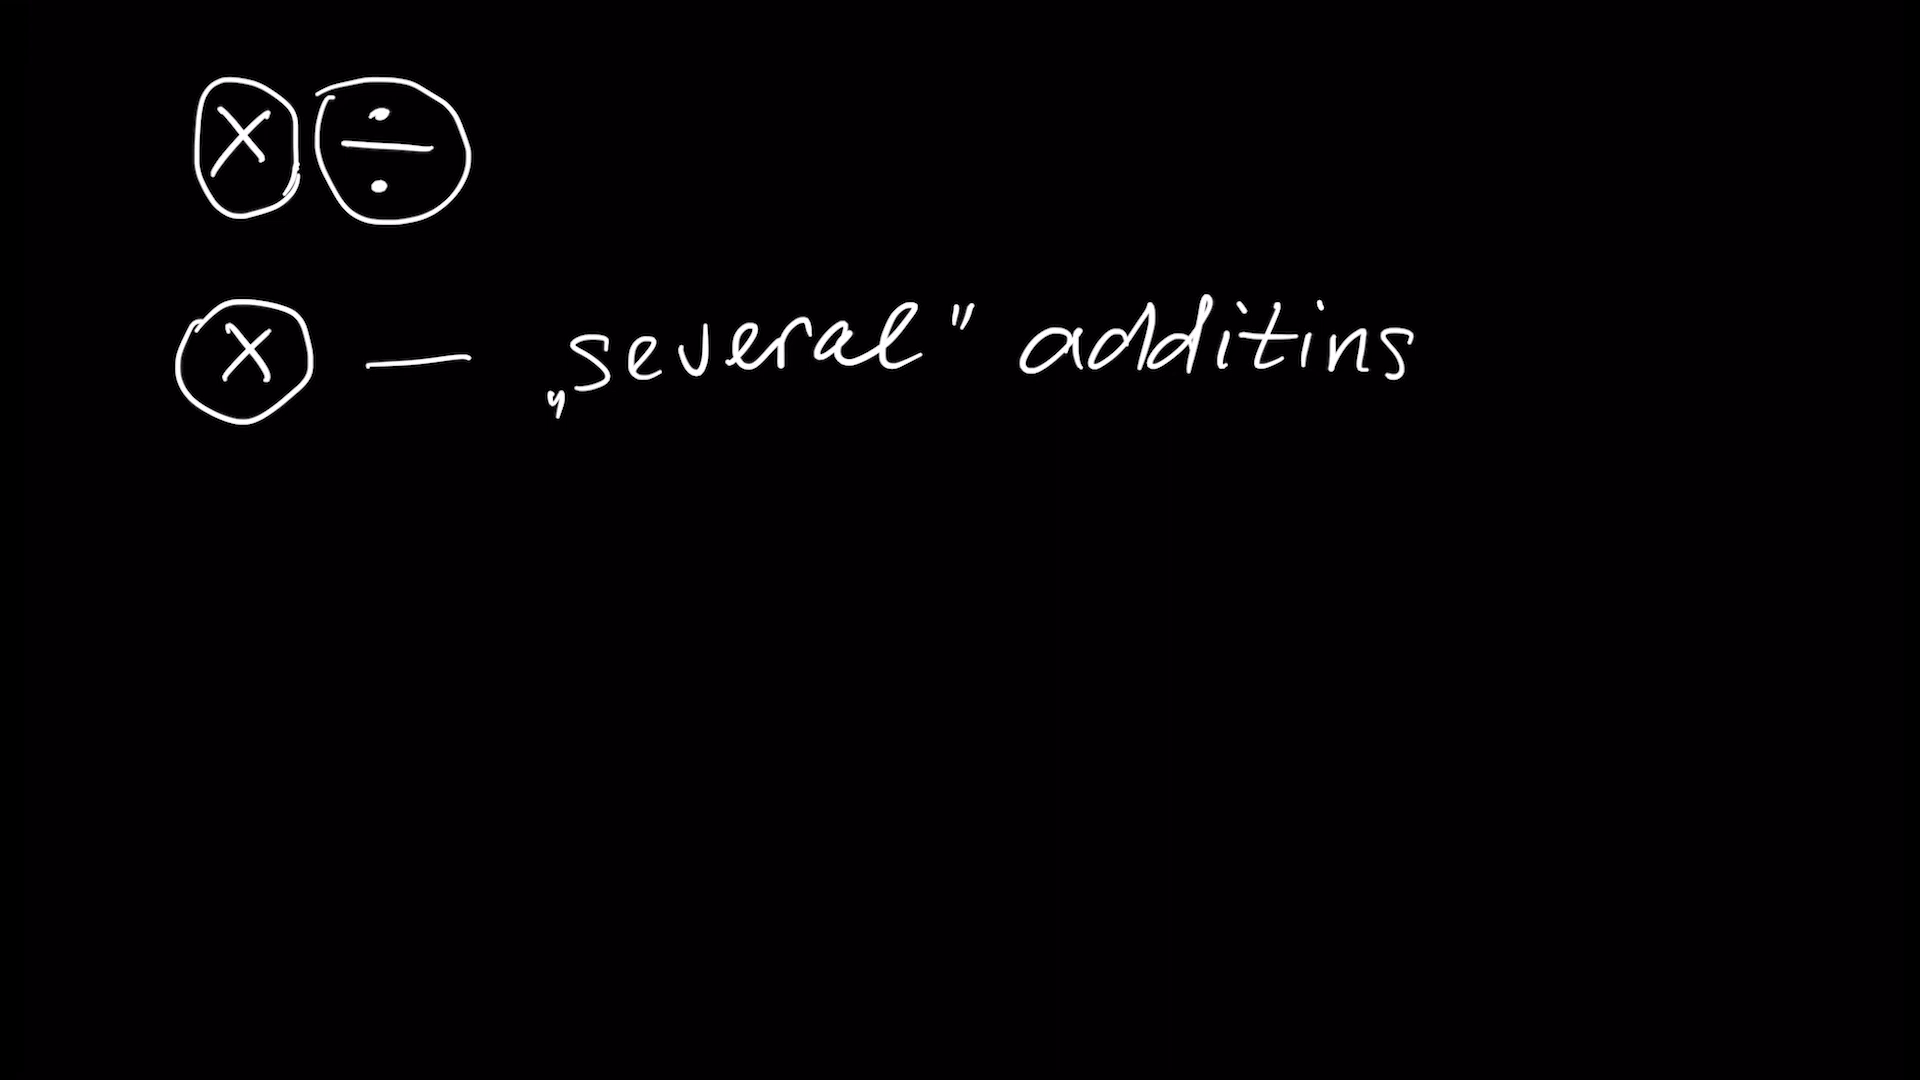 × ÷
× — „several" additins